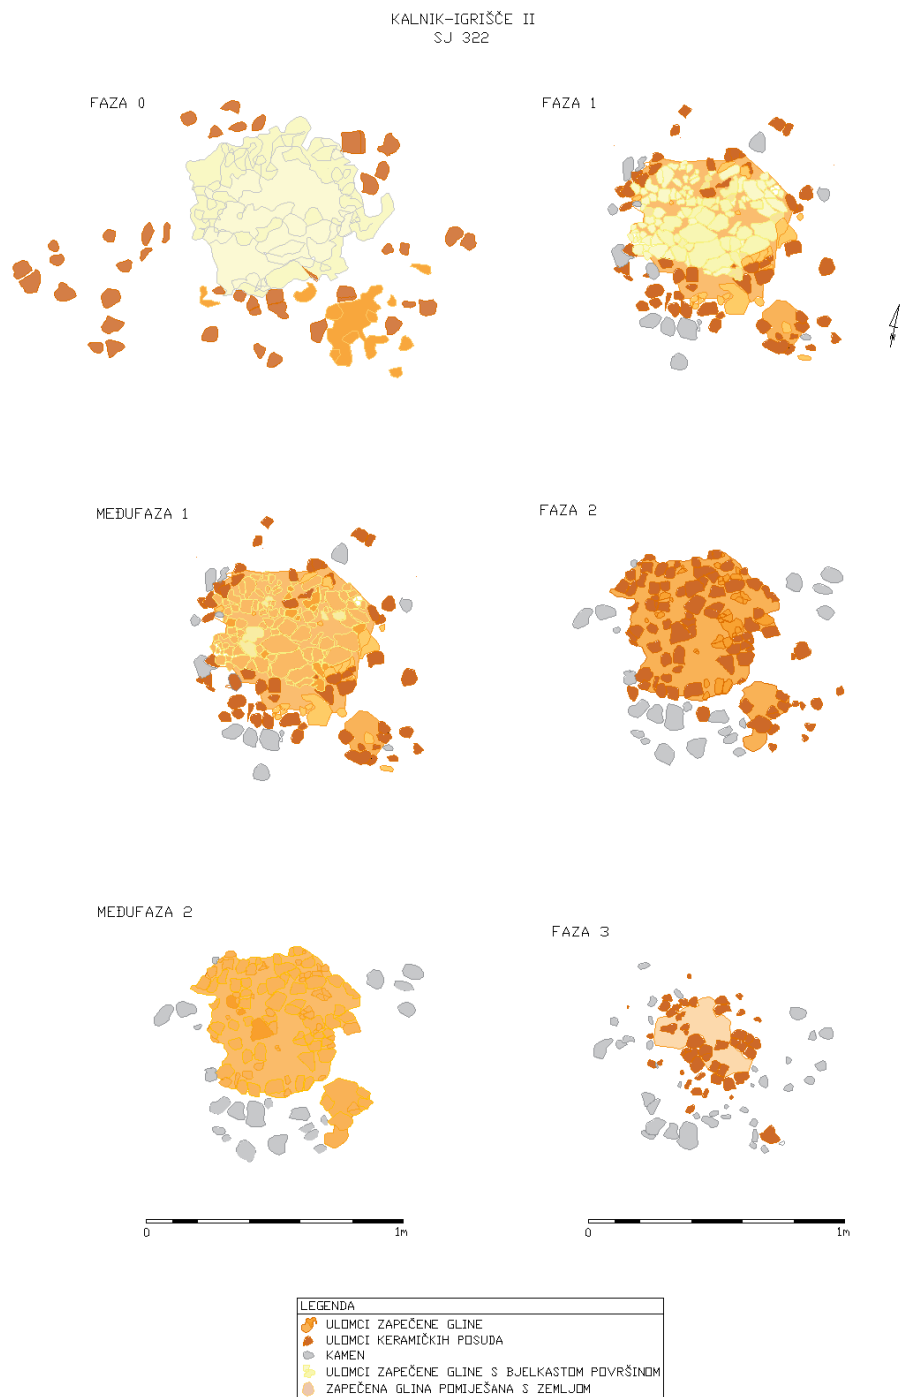 KALNIK-IGRIŠČE II
SJ 322
FAZA 0
FAZA 1
MEĐUFAZA 1
FAZA 2
MEĐUFAZA 2
FAZA 3
0 1m
0 1m
LEGENDA
ULOMCI ZAPEČENE GLINE
ULOMCI KERAMIČKIH POSUDA
KAMEN
ULOMCI ZAPEČENE GLINE S BJELKASTOM POVRŠINOM
ZAPEČENA GLINA POMIJEŠANA S ZEMLJOM